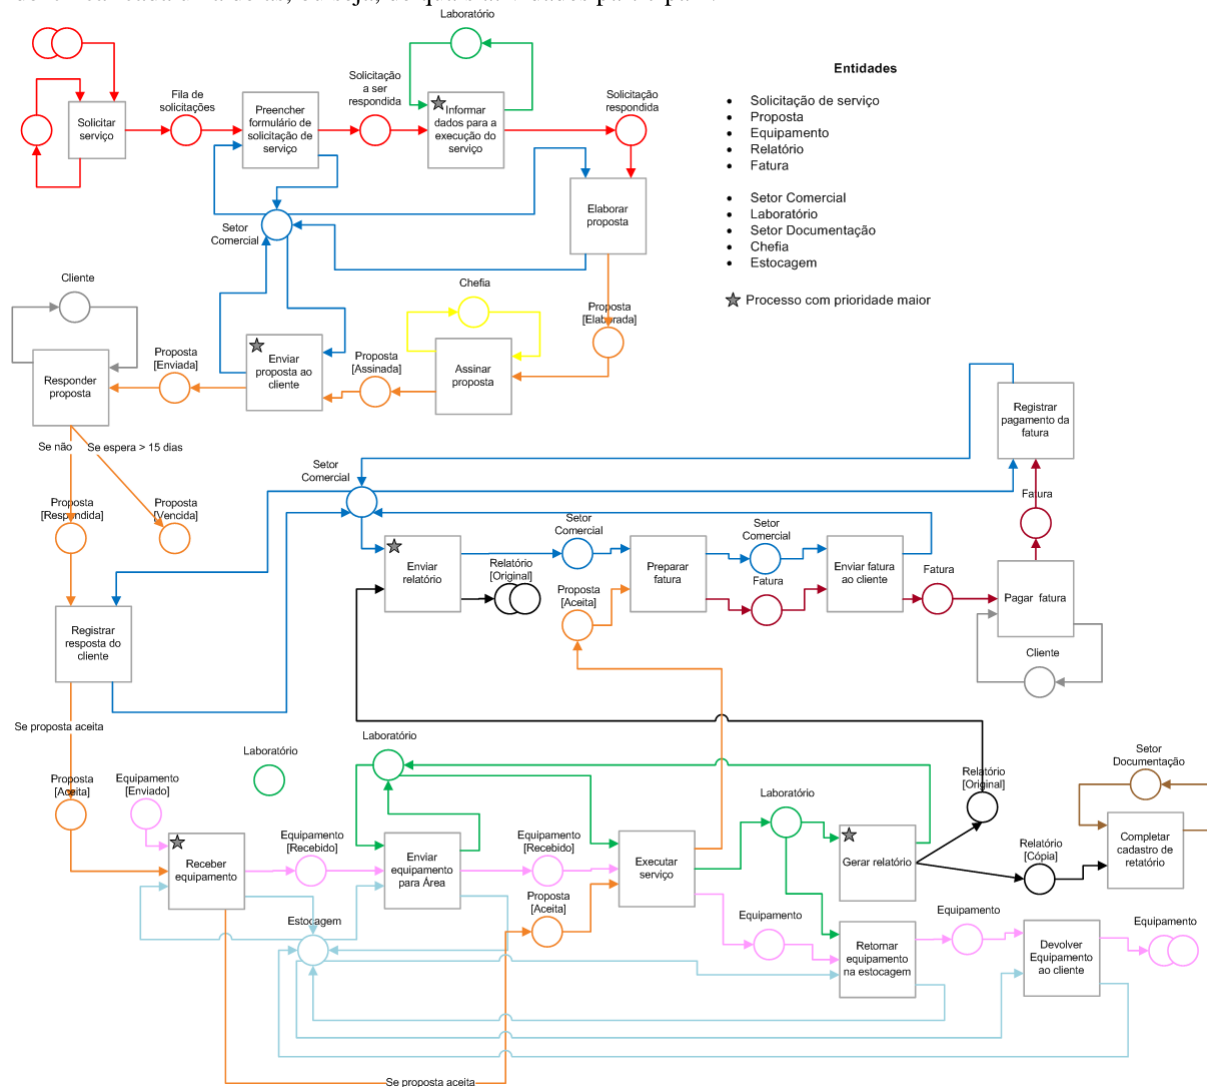 Laboratório
Entidades
Solicitação de serviço
Proposta
Equipamento
Relatório
Fatura
Setor Comercial
Laboratório
Setor Documentação
Chefia
Estocagem
Processo com prioridade maior
Solicitar
serviço
Fila de
solicitações
Preencher
formulário de
solicitação de
serviço
Solicitação
a ser
respondida
Informar
dados para a
execução do
serviço
Solicitação
respondida
Elaborar
proposta
Setor
Comercial
Cliente
Chefia
Proposta
[Elaborada]
Responder
proposta
Proposta
[Enviada]
Enviar
proposta ao
cliente
Proposta
[Assinada]
Assinar
proposta
Registrar
pagamento da
fatura
Se não
Se espera > 15 dias
Setor
Comercial
Proposta
[Respondida]
Proposta
[Vencida]
Fatura
Enviar
relatório
Setor
Comercial
Relatório
[Original]
Proposta
[Aceita]
Preparar
fatura
Setor
Comercial
Fatura
Enviar fatura
ao cliente
Fatura
Pagar fatura
Registrar
resposta do
cliente
Cliente
Se proposta aceita
Laboratório
Laboratório
Proposta
[Aceita]
Equipamento
[Enviado]
Laboratório
Relatório
[Original]
Setor
Documentação
Receber
equipamento
Equipamento
[Recebido]
Enviar
equipamento
para Área
Equipamento
[Recebido]
Executar
serviço
Gerar relatório
Relatório
[Cópia]
Completar
cadastro de
retatório
Estocagem
Proposta
[Aceita]
Equipamento
Retornar
equipamento
na estocagem
Equipamento
Devolver
Equipamento
ao cliente
Equipamento
Se proposta aceita